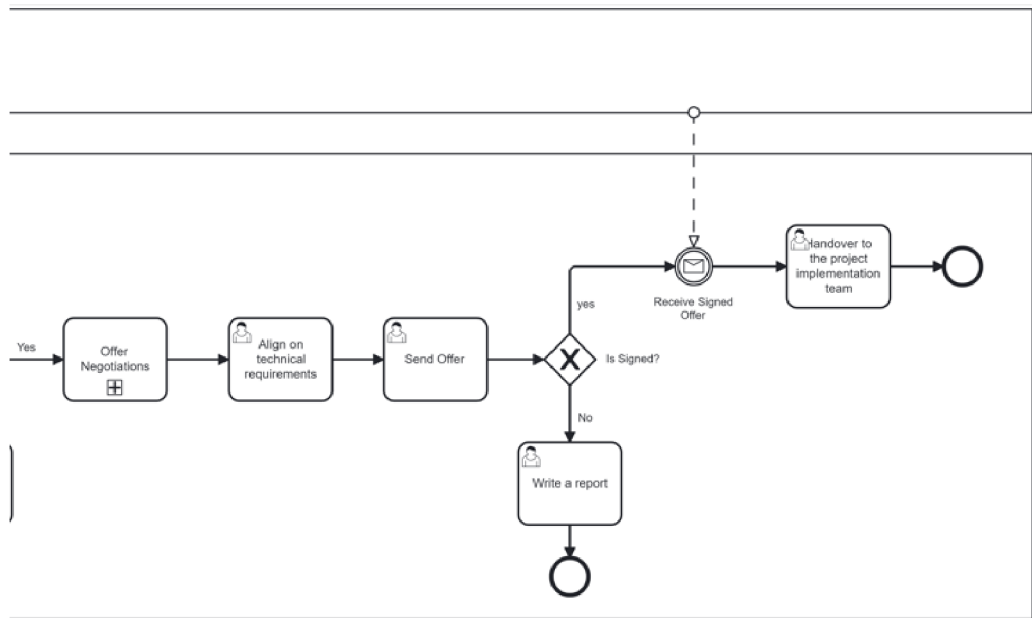 Yes
Offer
Negotiations
Align on
technical
requirements
Send Offer
Is Signed?
yes
No
Receive Signed
Offer
Handover to
the project
implementation
team
Write a report